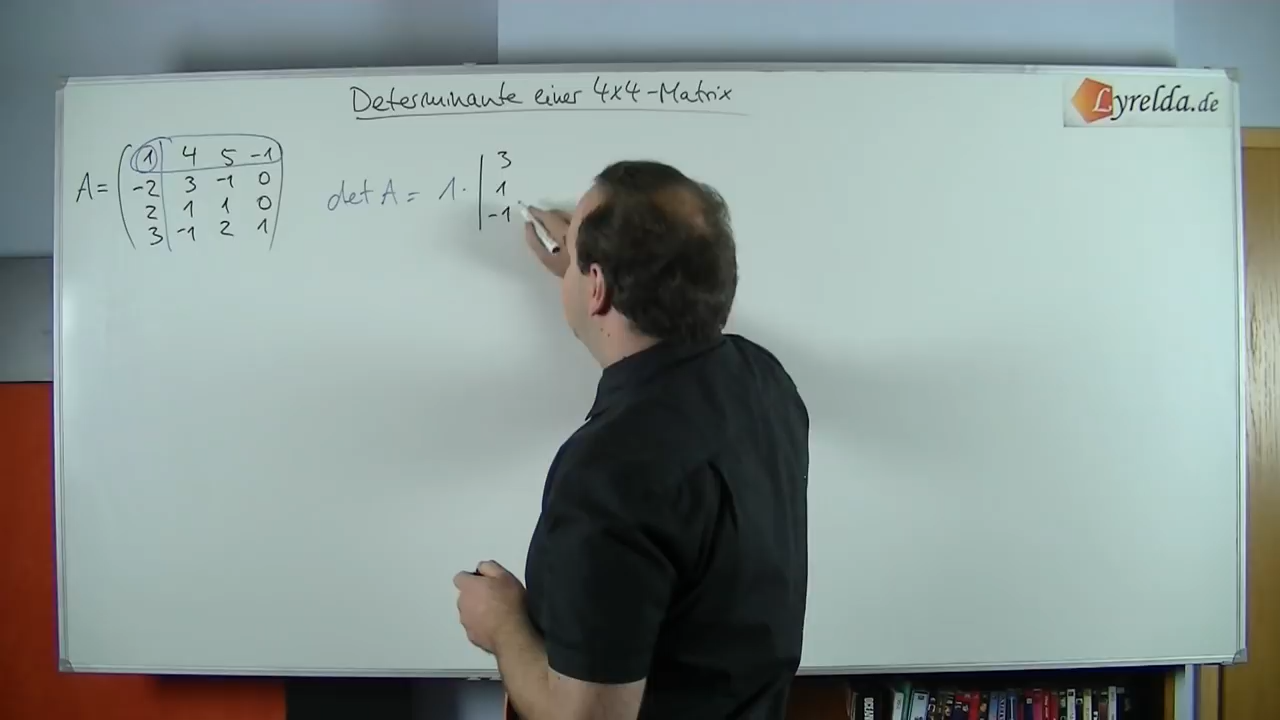 Determinante einer 4x4-Matrix
Lyrelda.de
A= 1 4 5 -1
-2 3 -1 0
2 1 1 0
3 -1 2 1
det A = 1· | 3
1
-1